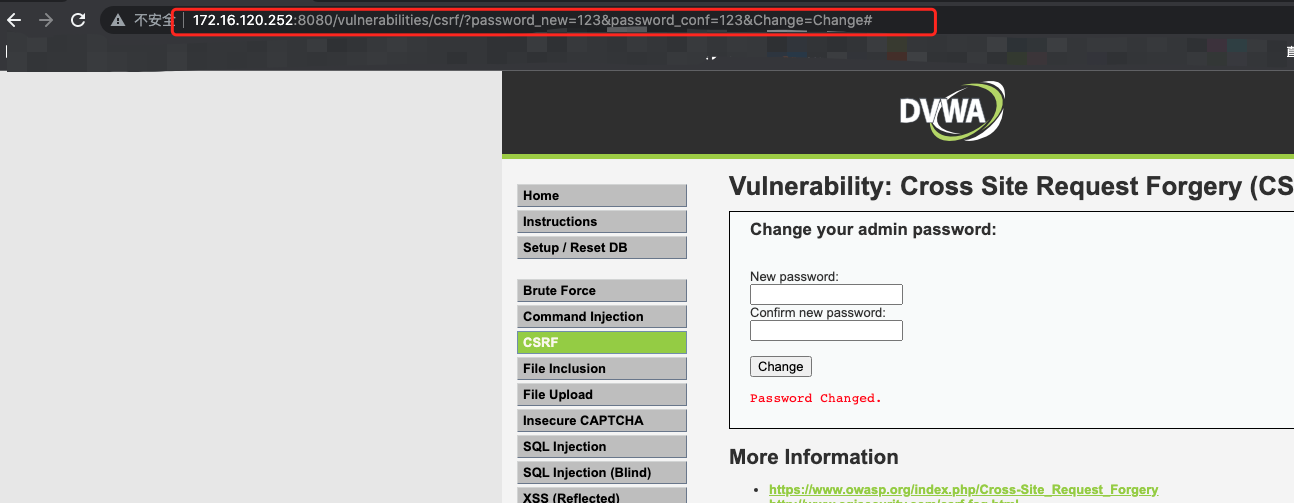 不安全 172.16.120.252:8080/vulnerabilities/csrf/?password_new=123&password_conf=123&Change=Change#
DVWA
Home
Instructions
Setup / Reset DB
Brute Force
Command Injection
CSRF
File Inclusion
File Upload
Insecure CAPTCHA
SQL Injection
SQL Injection (Blind)
XSS (Reflected)
Vulnerability: Cross Site Request Forgery (CS
Change your admin password:
New password:
Confirm new password:
Change
Password Changed.
More Information
https://www.owasp.org/index.php/Cross-Site_Request_Forgery